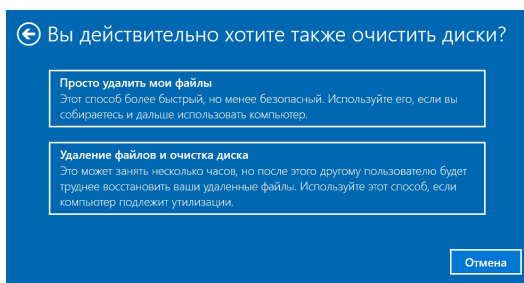 Вы действительно хотите также очистить диски?
Просто удалить мои файлы
Этот способ более быстрый, но менее безопасный. Используйте его, если вы
собираетесь и дальше использовать компьютер.
Удаление файлов и очистка диска
Это может занять несколько часов, но после этого другому пользователю будет
труднее восстановить ваши удаленные файлы. Используйте этот способ, если
компьютер подлежит утилизации.
Отмена